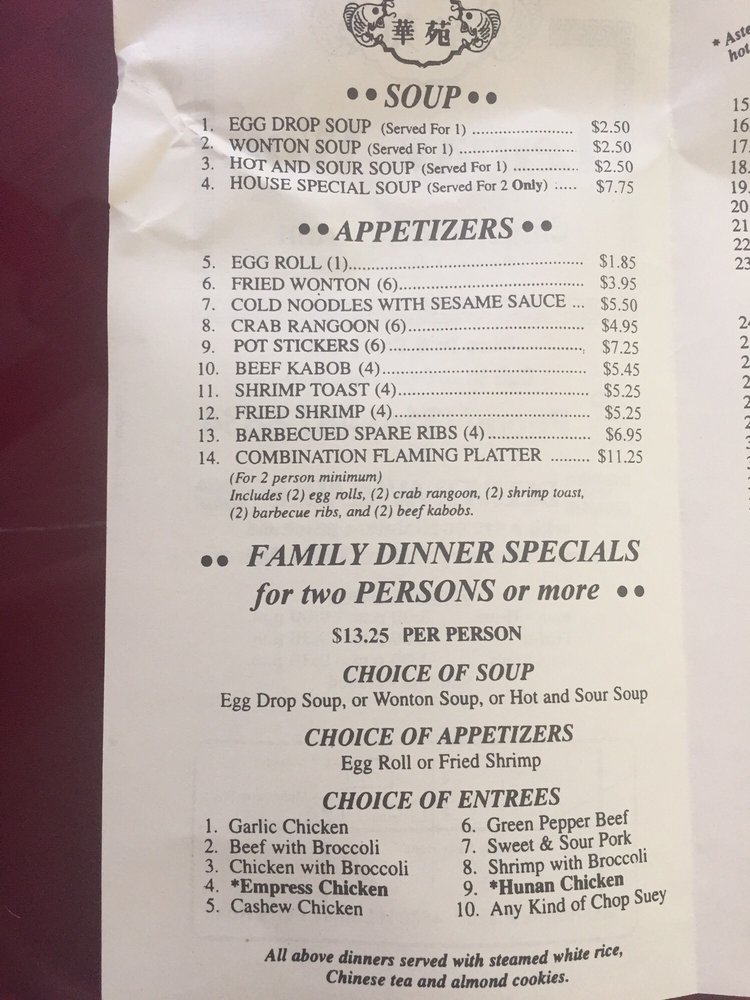 華苑
•• SOUP ••
1. EGG DROP SOUP (Served For 1) ...................... $2.50
2. WONTON SOUP (Served For 1) ......................... $2.50
3. HOT AND SOUR SOUP (Served For 1) ................. $2.50
4. HOUSE SPECIAL SOUP (Served For 2 Only) ..... $7.75
•• APPETIZERS ••
5. EGG ROLL (1).................................................. $1.85
6. FRIED WONTON (6)....................................... $3.95
7. COLD NOODLES WITH SESAME SAUCE ... $5.50
8. CRAB RANGOON (6)...................................... $4.95
9. POT STICKERS (6) .......................................... $7.25
10. BEEF KABOB (4)........................................... $5.45
11. SHRIMP TOAST (4)........................................ $5.25
12. FRIED SHRIMP (4)......................................... $5.25
13. BARBECUED SPARE RIBS (4)...................... $6.95
14. COMBINATION FLAMING PLATTER ......... $11.25
(For 2 person minimum)
Includes (2) egg rolls, (2) crab rangoon, (2) shrimp toast,
(2) barbecue ribs, and (2) beef kabobs.
•• FAMILY DINNER SPECIALS
for two PERSONS or more ••
$13.25 PER PERSON
CHOICE OF SOUP
Egg Drop Soup, or Wonton Soup, or Hot and Sour Soup
CHOICE OF APPETIZERS
Egg Roll or Fried Shrimp
CHOICE OF ENTREES
1. Garlic Chicken
2. Beef with Broccoli
3. Chicken with Broccoli
4. *Empress Chicken
5. Cashew Chicken
6. Green Pepper Beef
7. Sweet & Sour Pork
8. Shrimp with Broccoli
9. *Hunan Chicken
10. Any Kind of Chop Suey
All above dinners served with steamed white rice,
Chinese tea and almond cookies.
* Aste
hot
15
16
17.
18.
19.
20
21
22
23